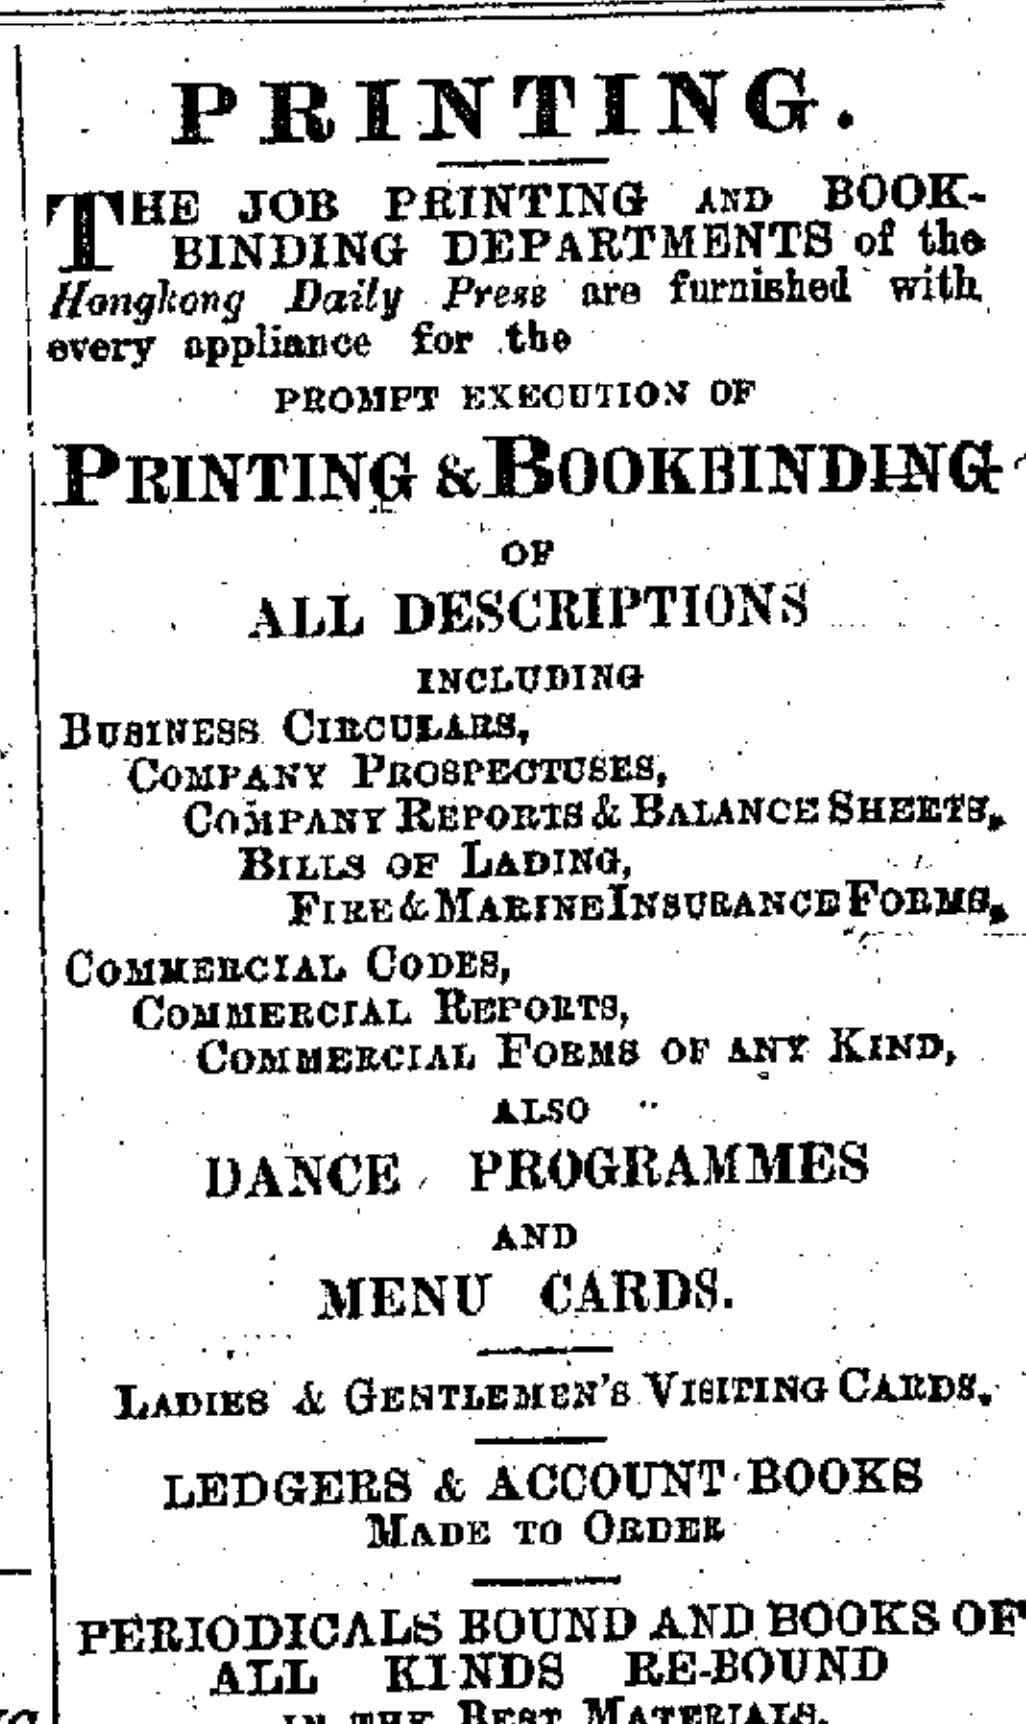 PRINTING.
THE JOB PRINTING AND BOOK-
BINDING DEPARTMENTS of the
Hongkong Daily Press are furnished with
every appliance for the
PROMPT EXECUTION OF
PRINTING & BOOKBINDING
OF
ALL DESCRIPTIONS
INCLUDING
BUSINESS CIRCULARS,
COMPANY PROSPECTUSES,
COMPANY REPORTS & BALANCE SHEETS,
BILLS OF LADING,
FIRE & MARINE INSURANCE FORMS,
COMMERCIAL CODES,
COMMERCIAL REPORTS,
COMMERCIAL FORMS OF ANY KIND,
ALSO
DANCE PROGRAMMES
AND
MENU CARDS.
LADIES & GENTLEMEN'S VISITING CARDS.
LEDGERS & ACCOUNT BOOKS
MADE TO ORDER
PERIODICALS BOUND AND BOOKS OF
ALL KINDS RE-BOUND
IN THE BEST MATERIALS.